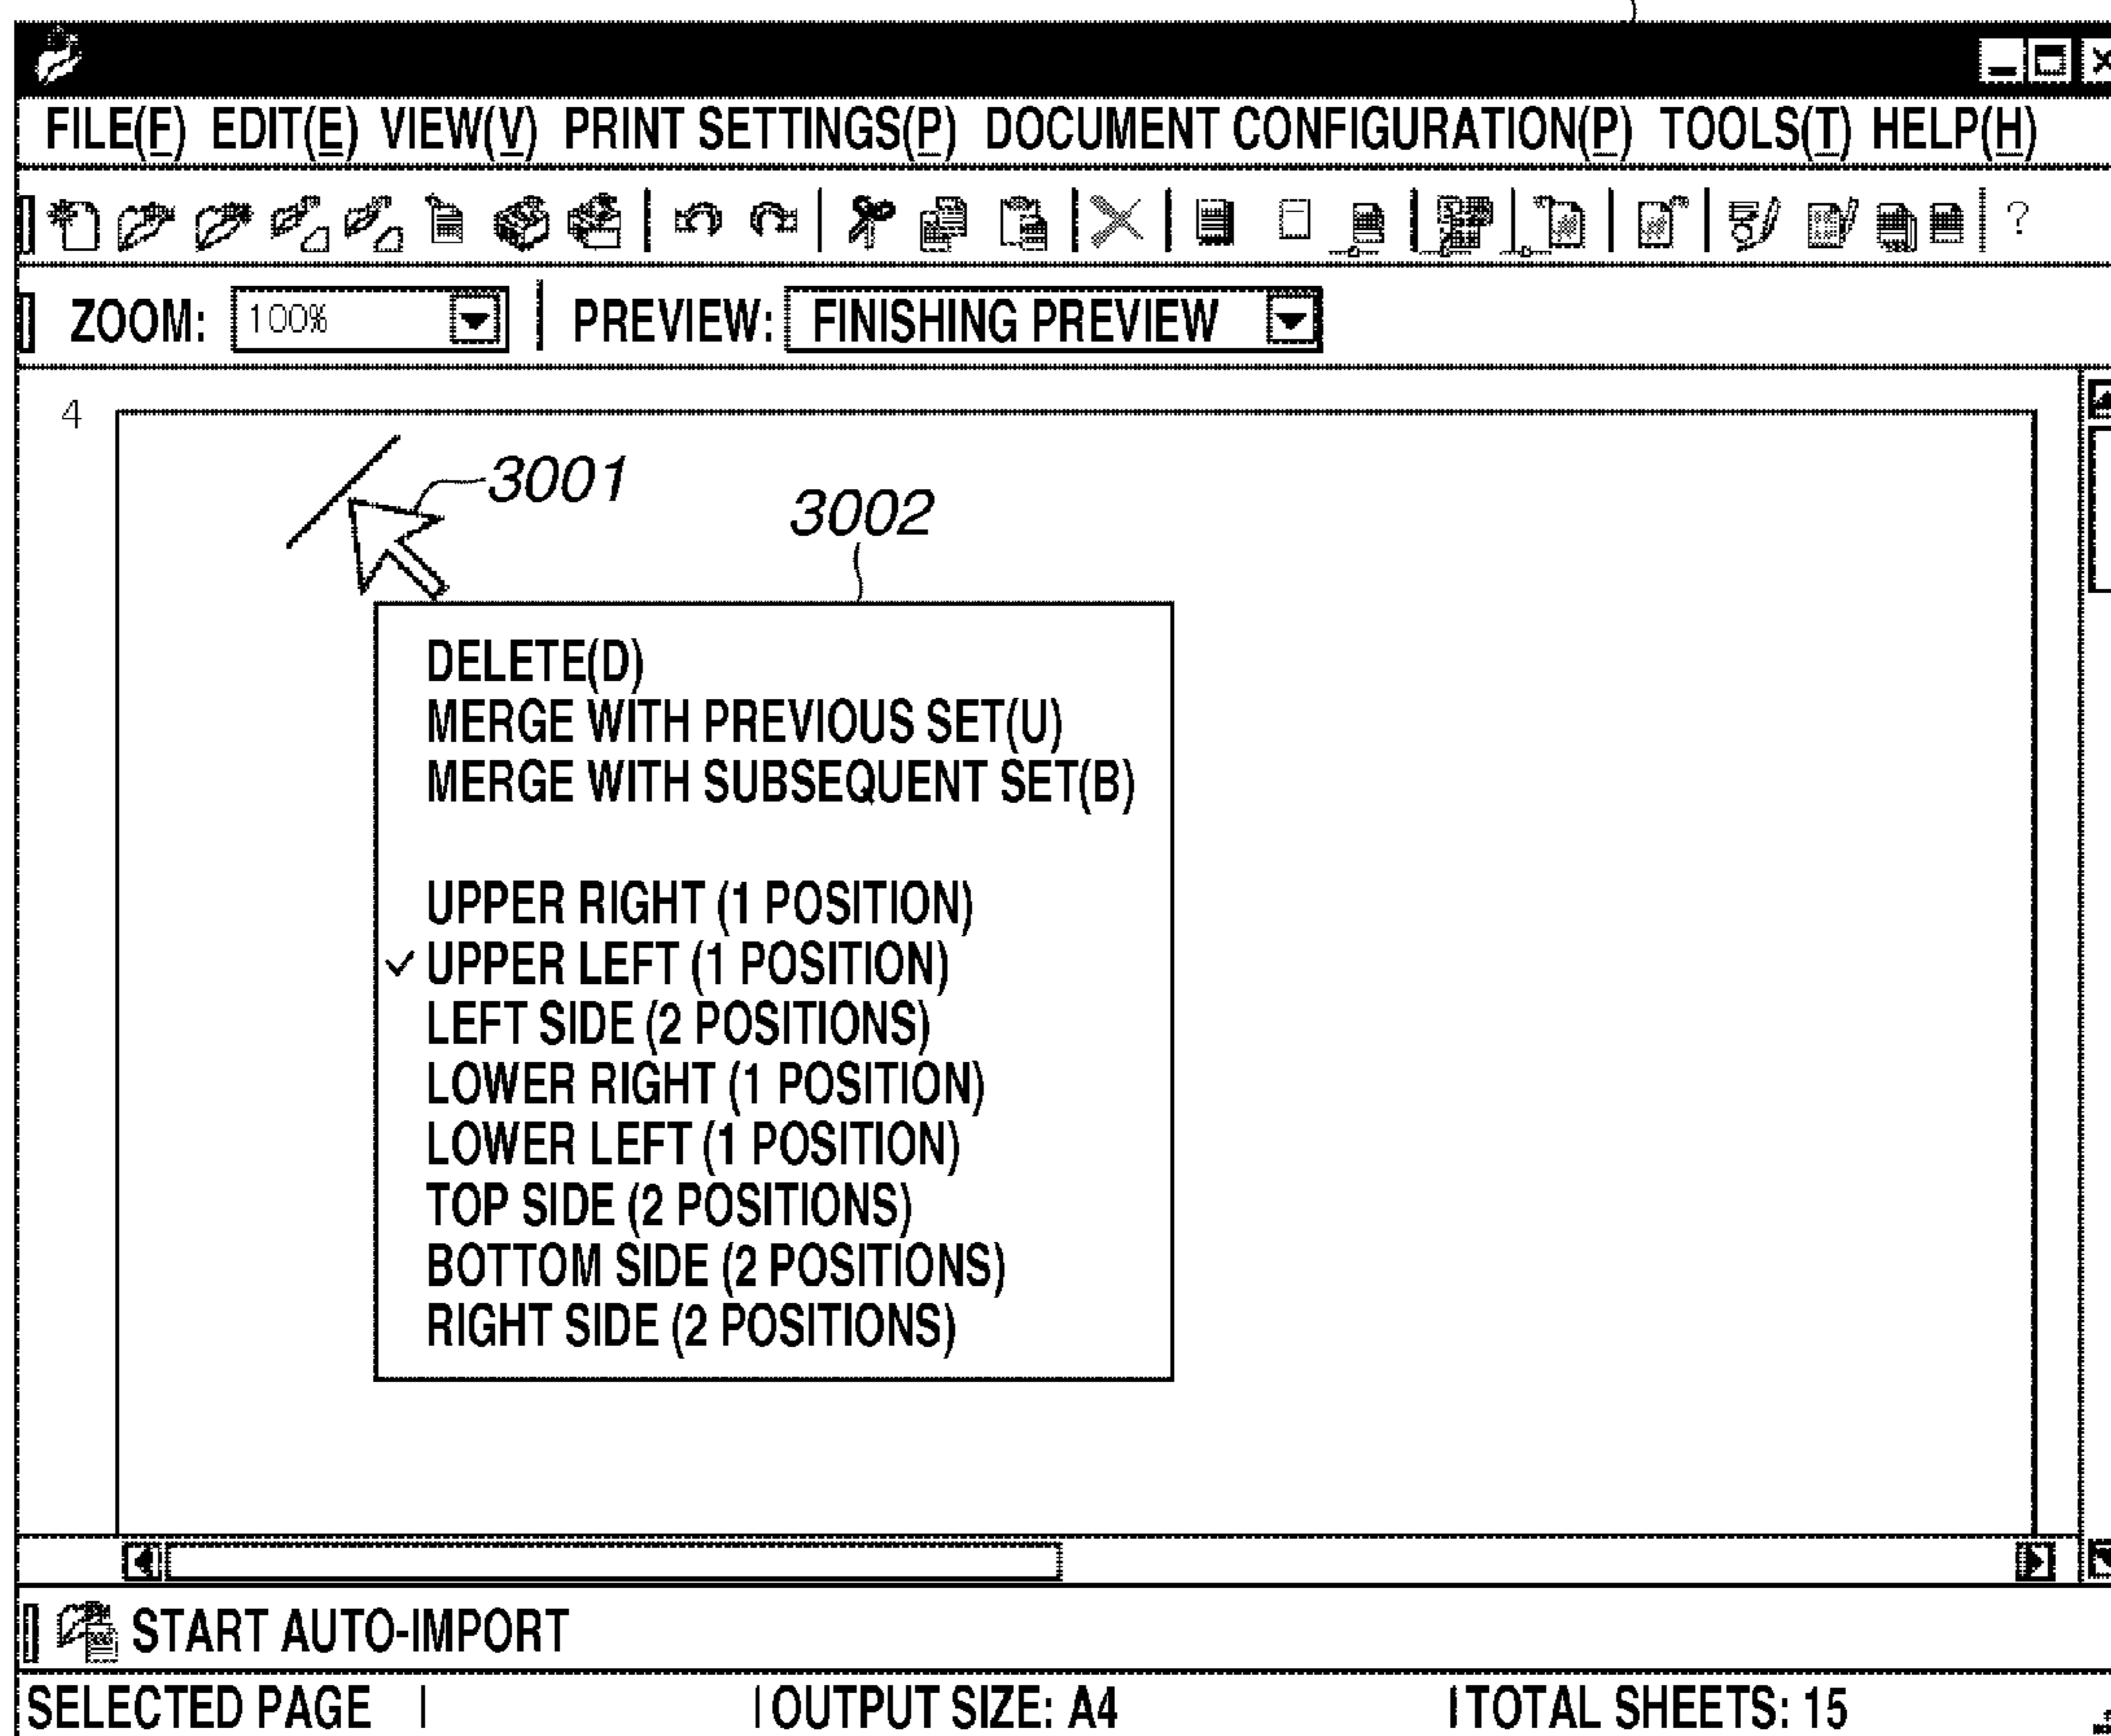 FILE(F) EDIT(E) VIEW(V) PRINT SETTINGS(P) DOCUMENT CONFIGURATION(P) TOOLS(T) HELP(H)
?
ZOOM: 100% PREVIEW: FINISHING PREVIEW
4
3001
3002
DELETE(D)
MERGE WITH PREVIOUS SET(U)
MERGE WITH SUBSEQUENT SET(B)
UPPER RIGHT (1 POSITION)
✓ UPPER LEFT (1 POSITION)
LEFT SIDE (2 POSITIONS)
LOWER RIGHT (1 POSITION)
LOWER LEFT (1 POSITION)
TOP SIDE (2 POSITIONS)
BOTTOM SIDE (2 POSITIONS)
RIGHT SIDE (2 POSITIONS)
START AUTO-IMPORT
SELECTED PAGE OUTPUT SIZE: A4 TOTAL SHEETS: 15